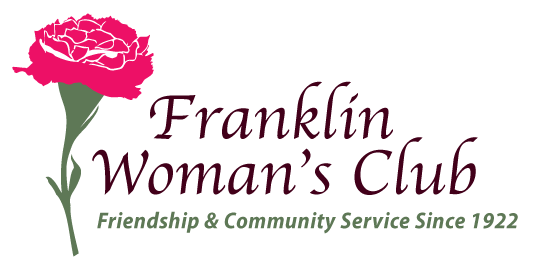 Franklin
Woman's Club
Friendship & Community Service Since 1922